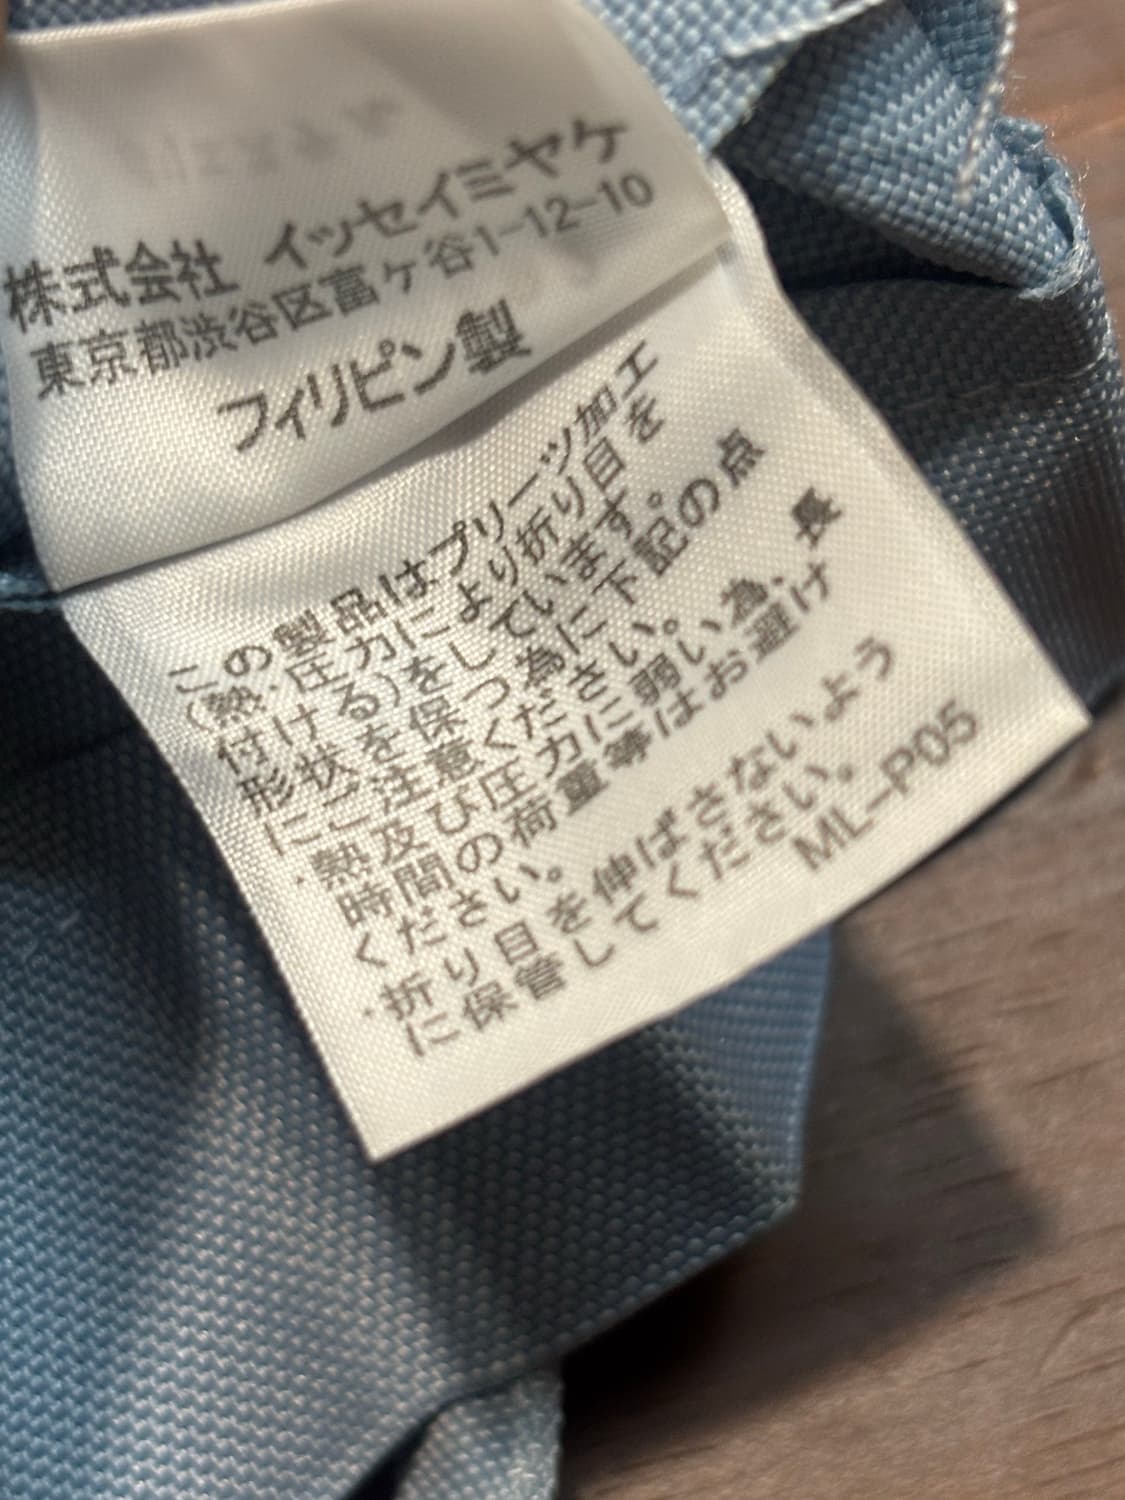 株式会社 イッセイミヤケ
東京都渋谷区富ケ谷1-12-10
フィリピン製
この製品はプリーツ加工
(熱・圧力により折り目を
付ける)を保しています。
形状ご注意つ為に下記の点
にご注意ください。
・熱及び圧力に弱い為、長
時間の荷重等はお避け
ください。
・折り目を伸ばさないよう
に保管してください。
ML-P05